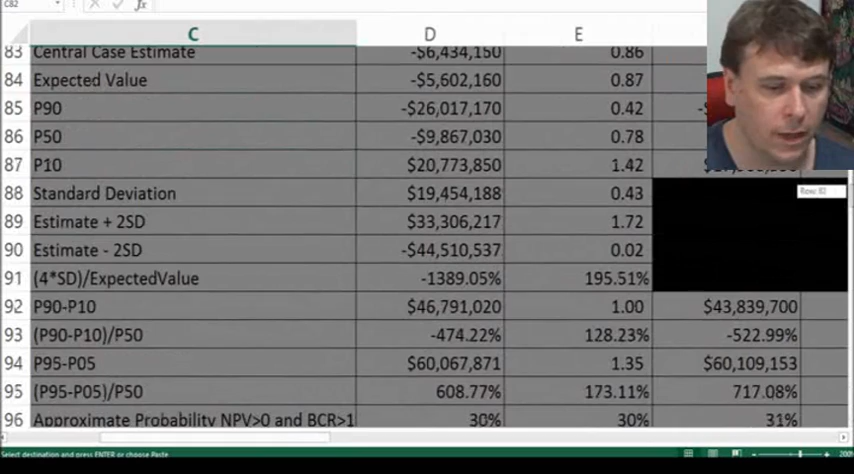 C82 fx
C D E
83 Central Case Estimate -$6,434,150 0.86
84 Expected Value -$5,602,160 0.87
85 P90 -$26,017,170 0.42
86 P50 -$9,867,030 0.78
87 P10 $20,773,850 1.42
88 Standard Deviation $19,454,188 0.43
Row: 82
89 Estimate + 2SD $33,306,217 1.72
90 Estimate - 2SD -$44,510,537 0.02
91 (4*SD)/ExpectedValue -1389.05% 195.51%
92 P90-P10 $46,791,020 1.00 $43,839,700
93 (P90-P10)/P50 -474.22% 128.23% -522.99%
94 P95-P05 $60,067,871 1.35 $60,109,153
95 (P95-P05)/P50 608.77% 173.11% 717.08%
96 Approximate Probability NPV>0 and BCR>1 30% 30% 31%
Select destination and press ENTER or choose Paste